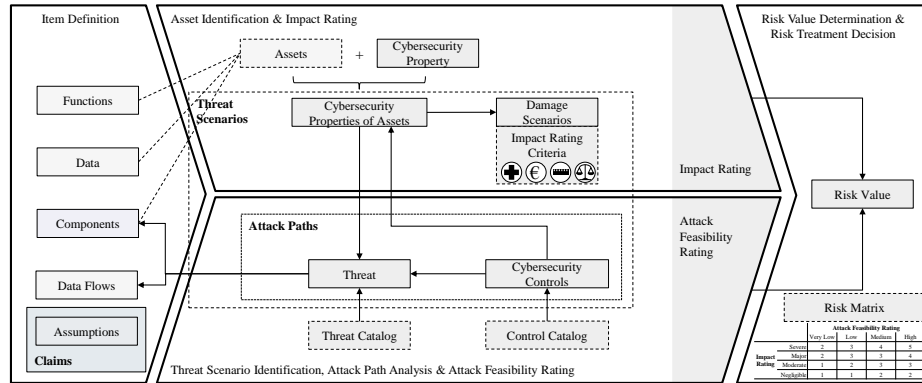 Item Definition
Asset Identification & Impact Rating
Risk Value Determination &
Risk Treatment Decision
Assets
+
Cybersecurity
Property
Functions
Threat
Scenarios
Cybersecurity
Properties of Assets
Damage
Scenarios
Impact Rating
Criteria
€
Data
Impact Rating
Risk Value
Components
Attack Paths
Attack
Feasibility
Rating
Data Flows
Threat
Cybersecurity
Controls
Assumptions
Claims
Threat Catalog
Control Catalog
Risk Matrix
Threat Scenario Identification, Attack Path Analysis & Attack Feasibility Rating
Attack Feasibility Rating
Very Low Low Medium High
Impact
Rating
Severe 2 3 4 5
Major 2 3 3 4
Moderate 1 2 3 3
Negligible 1 1 2 2